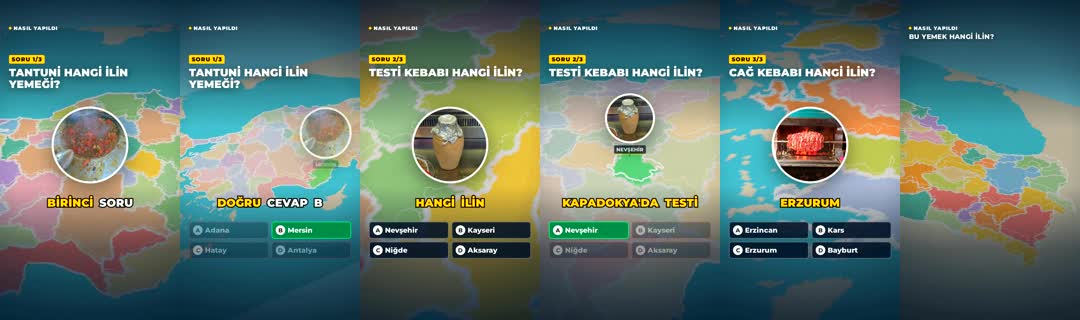 NASIL YAPILDI
SORU 1/3
TANTUNİ HANGİ İLİN
YEMEĞİ?
BİRİNCİ SORU
NASIL YAPILDI
SORU 1/3
TANTUNİ HANGİ İLİN
YEMEĞİ?
DOĞRU CEVAP B
A Adana
B Mersin
C Hatay
D Antalya
NASIL YAPILDI
SORU 2/3
TESTİ KEBABI HANGİ İLİN?
HANGİ İLİN
A Nevşehir
B Kayseri
C Niğde
D Aksaray
NASIL YAPILDI
SORU 2/3
TESTİ KEBABI HANGİ İLİN?
NEVŞEHİR
KAPADOKYA'DA TESTİ
A Nevşehir
B Kayseri
C Niğde
D Aksaray
NASIL YAPILDI
SORU 3/3
CAĞ KEBABI HANGİ İLİN?
ERZURUM
A Erzincan
B Kars
C Erzurum
D Bayburt
NASIL YAPILDI
BU YEMEK HANGİ İLİN?